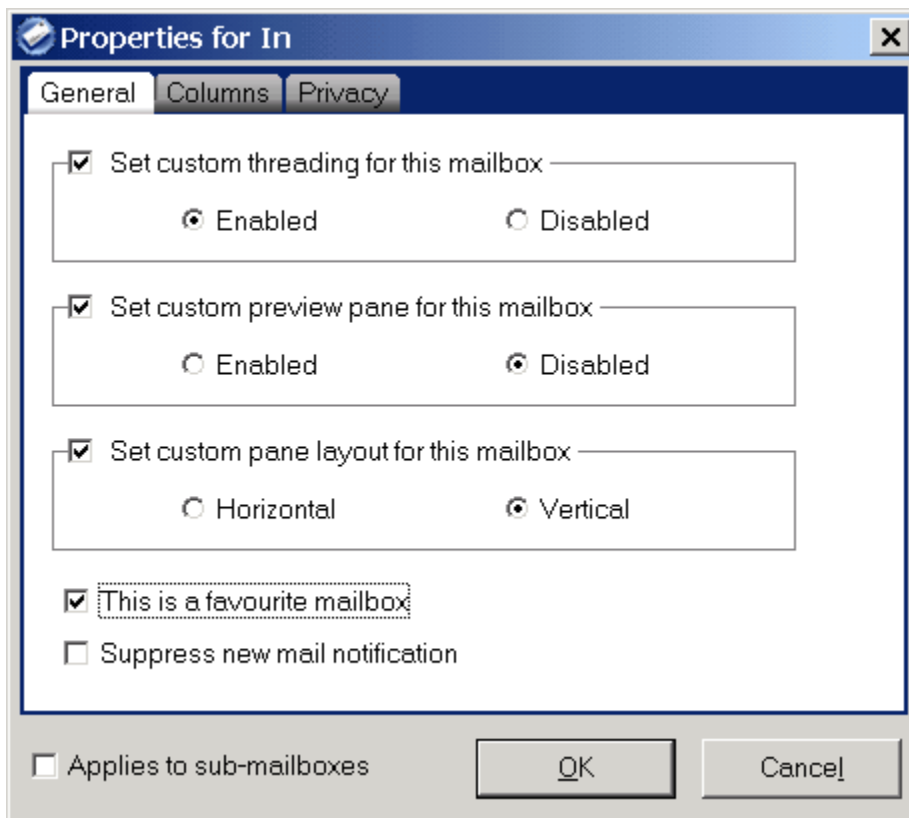 Properties for In
General Columns Privacy
Set custom threading for this mailbox
Enabled Disabled
Set custom preview pane for this mailbox
Enabled Disabled
Set custom pane layout for this mailbox
Horizontal Vertical
This is a favourite mailbox
Suppress new mail notification
Applies to sub-mailboxes OK Cancel